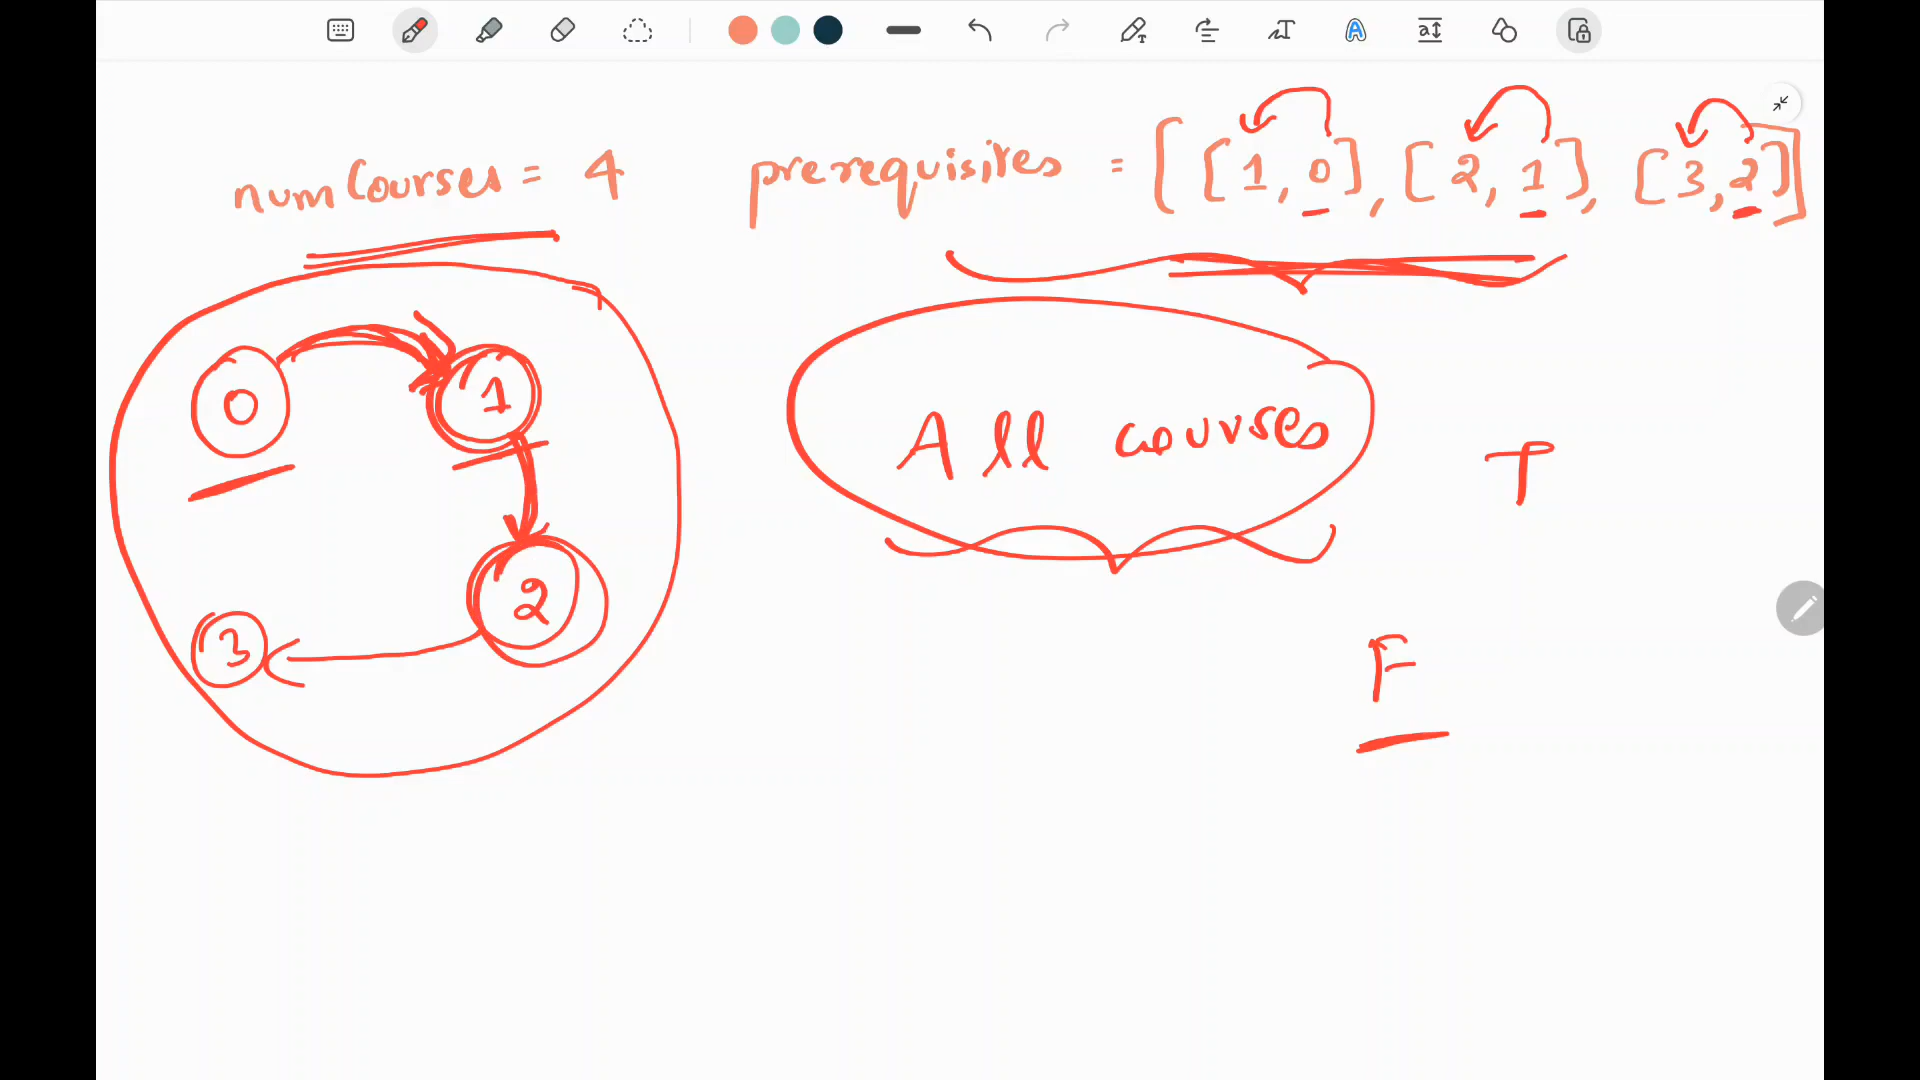 numCourses = 4 prerequisites = [[1, 0], [2, 1], [3, 2]]
0 1
All courses
T
2
3
F